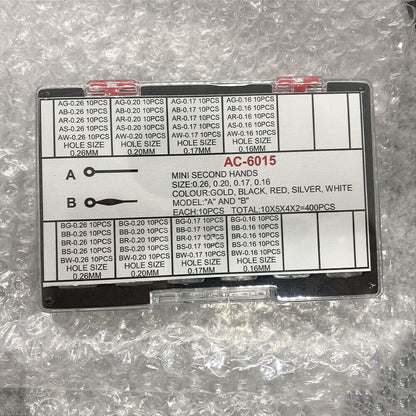 AG-0.26 10PCS AG-0.20 10PCS AG-0.17 10PCS AG-0.16 10PCS
AB-0.26 10PCS AB-0.20 10PCS AB-0.17 10PCS AB-0.16 10PCS
AR-0.26 10PCS AR-0.20 10PCS AR-0.17 10PCS AR-0.16 10PCS
AS-0.26 10PCS AS-0.20 10PCS AS-0.17 10PCS AS-0.16 10PCS
AW-0.26 10PCS AW-0.20 10PCS AW-0.17 10PCS AW-0.16 10PCS
HOLE SIZE HOLE SIZE HOLE SIZE HOLE SIZE
0.26MM 0.20MM 0.17MM 0.16MM
AC-6015
A
B
MINI SECOND HANDS
SIZE:0.26, 0.20, 0.17, 0.16
COLOUR:GOLD, BLACK, RED, SILVER, WHITE
MODEL:"A" AND "B"
EACH:10PCS TOTAL:10X5X4X2=400PCS
BG-0.26 10PCS BG-0.20 10PCS BG-0.17 10PCS BG-0.16 10PCS
BB-0.26 10PCS BB-0.20 10PCS BB-0.17 10PCS BB-0.16 10PCS
BR-0.26 10PCS BR-0.20 10PCS BR-0.17 10PCS BR-0.16 10PCS
BS-0.26 10PCS BS-0.20 10PCS BS-0.17 10PCS BS-0.16 10PCS
BW-0.26 10PCS BW-0.20 10PCS BW-0.17 10PCS BW-0.16 10PCS
HOLE SIZE HOLE SIZE HOLE SIZE HOLE SIZE
0.26MM 0.20MM 0.17MM 0.16MM